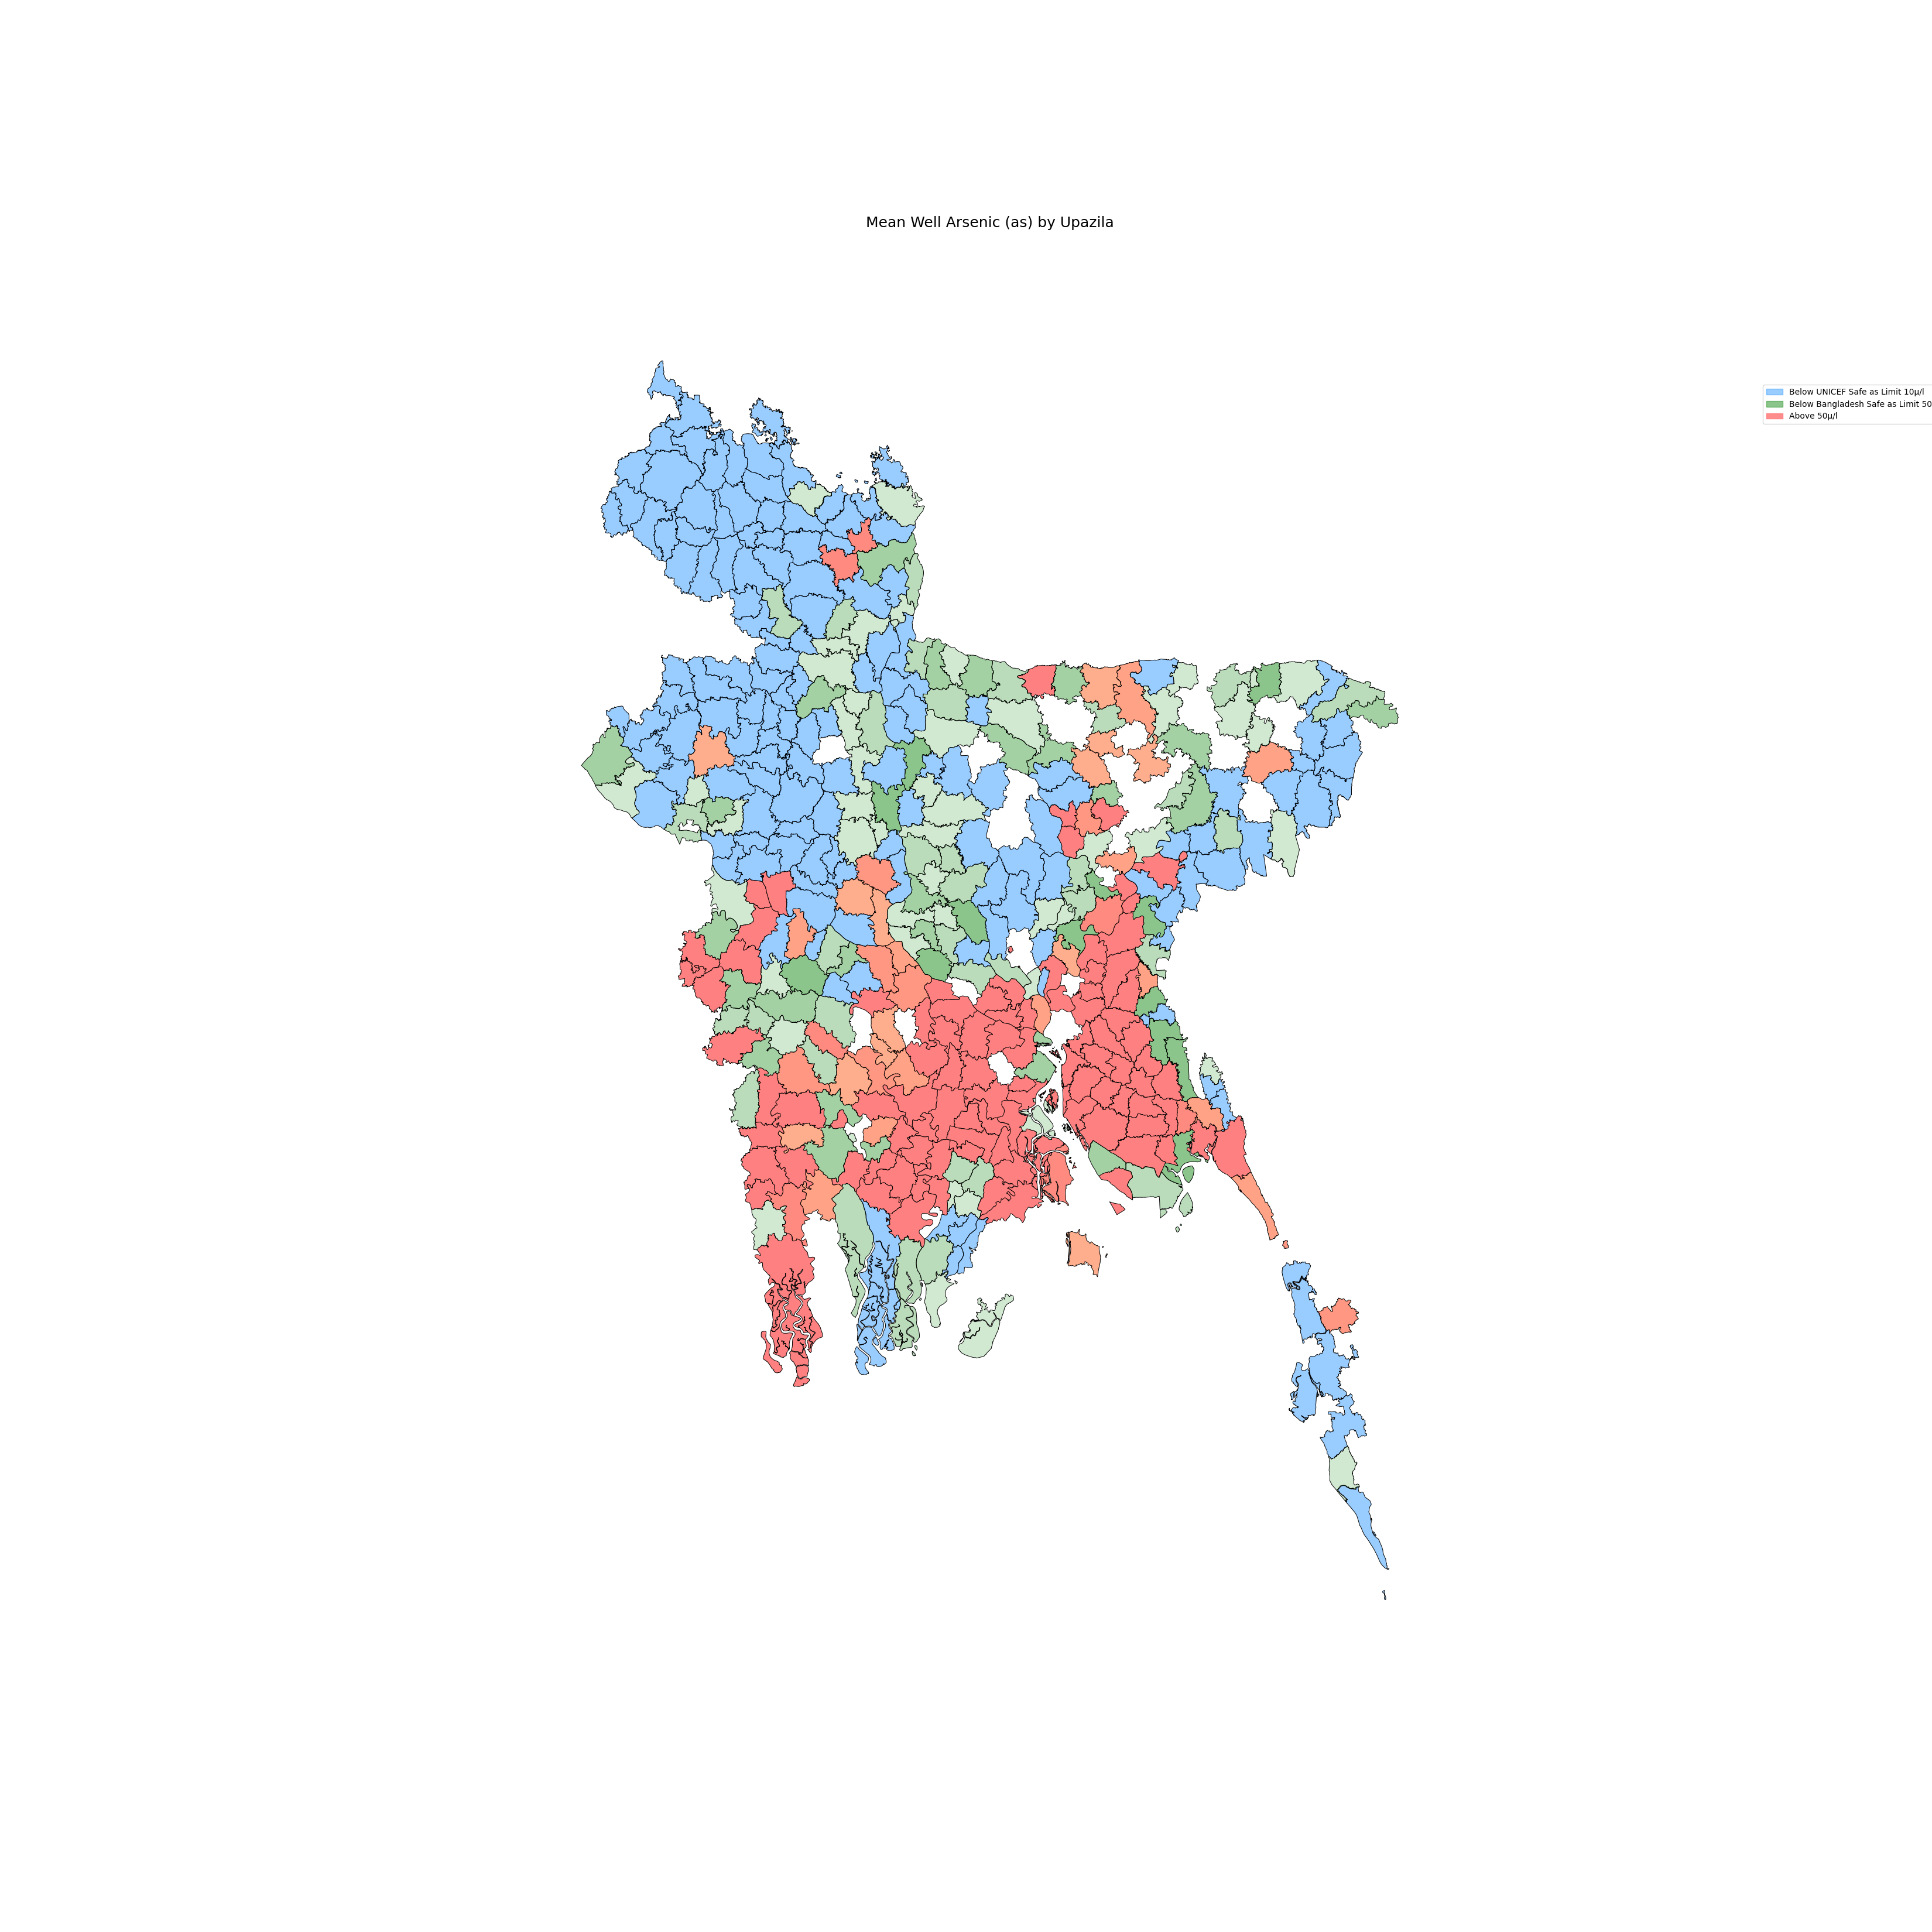 Mean Well Arsenic (as) by Upazila
Below UNICEF Safe as Limit 10μ/l
Below Bangladesh Safe as Limit 50
Above 50μ/l